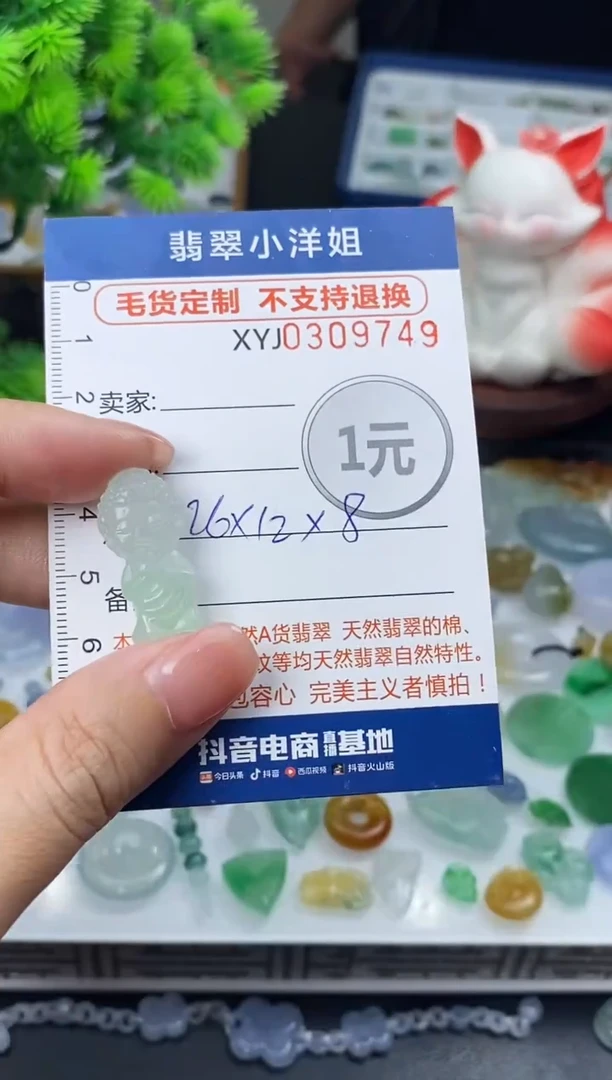 翡翠小洋姐
毛货定制 不支持退换
XYJ0309749
0
1
2
卖家:
1元
4
26×12×8
5
备
6
本 然A货翡翠 天然翡翠的棉、
纹等均天然翡翠自然特性。
包容心 完美主义者慎拍！
抖音电商直播基地
今日头条 抖音 西瓜视频 抖音火山版